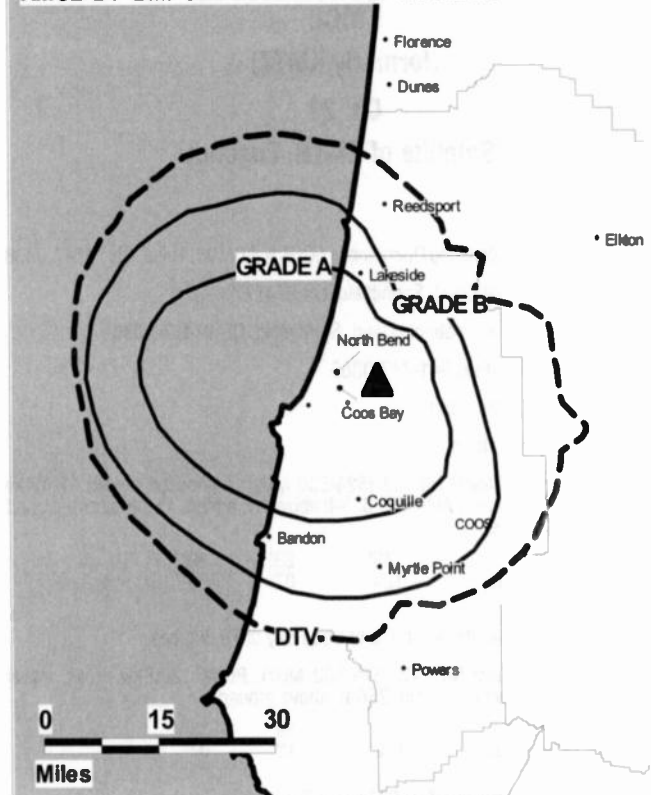 Florence
Dunes
Reedsport
Elkton
GRADE A
Lakeside
GRADE B
North Bend
Coos Bay
Coquille
COOS
Bandon
Myrtle Point
DTV
Powers
0 15 30
Miles